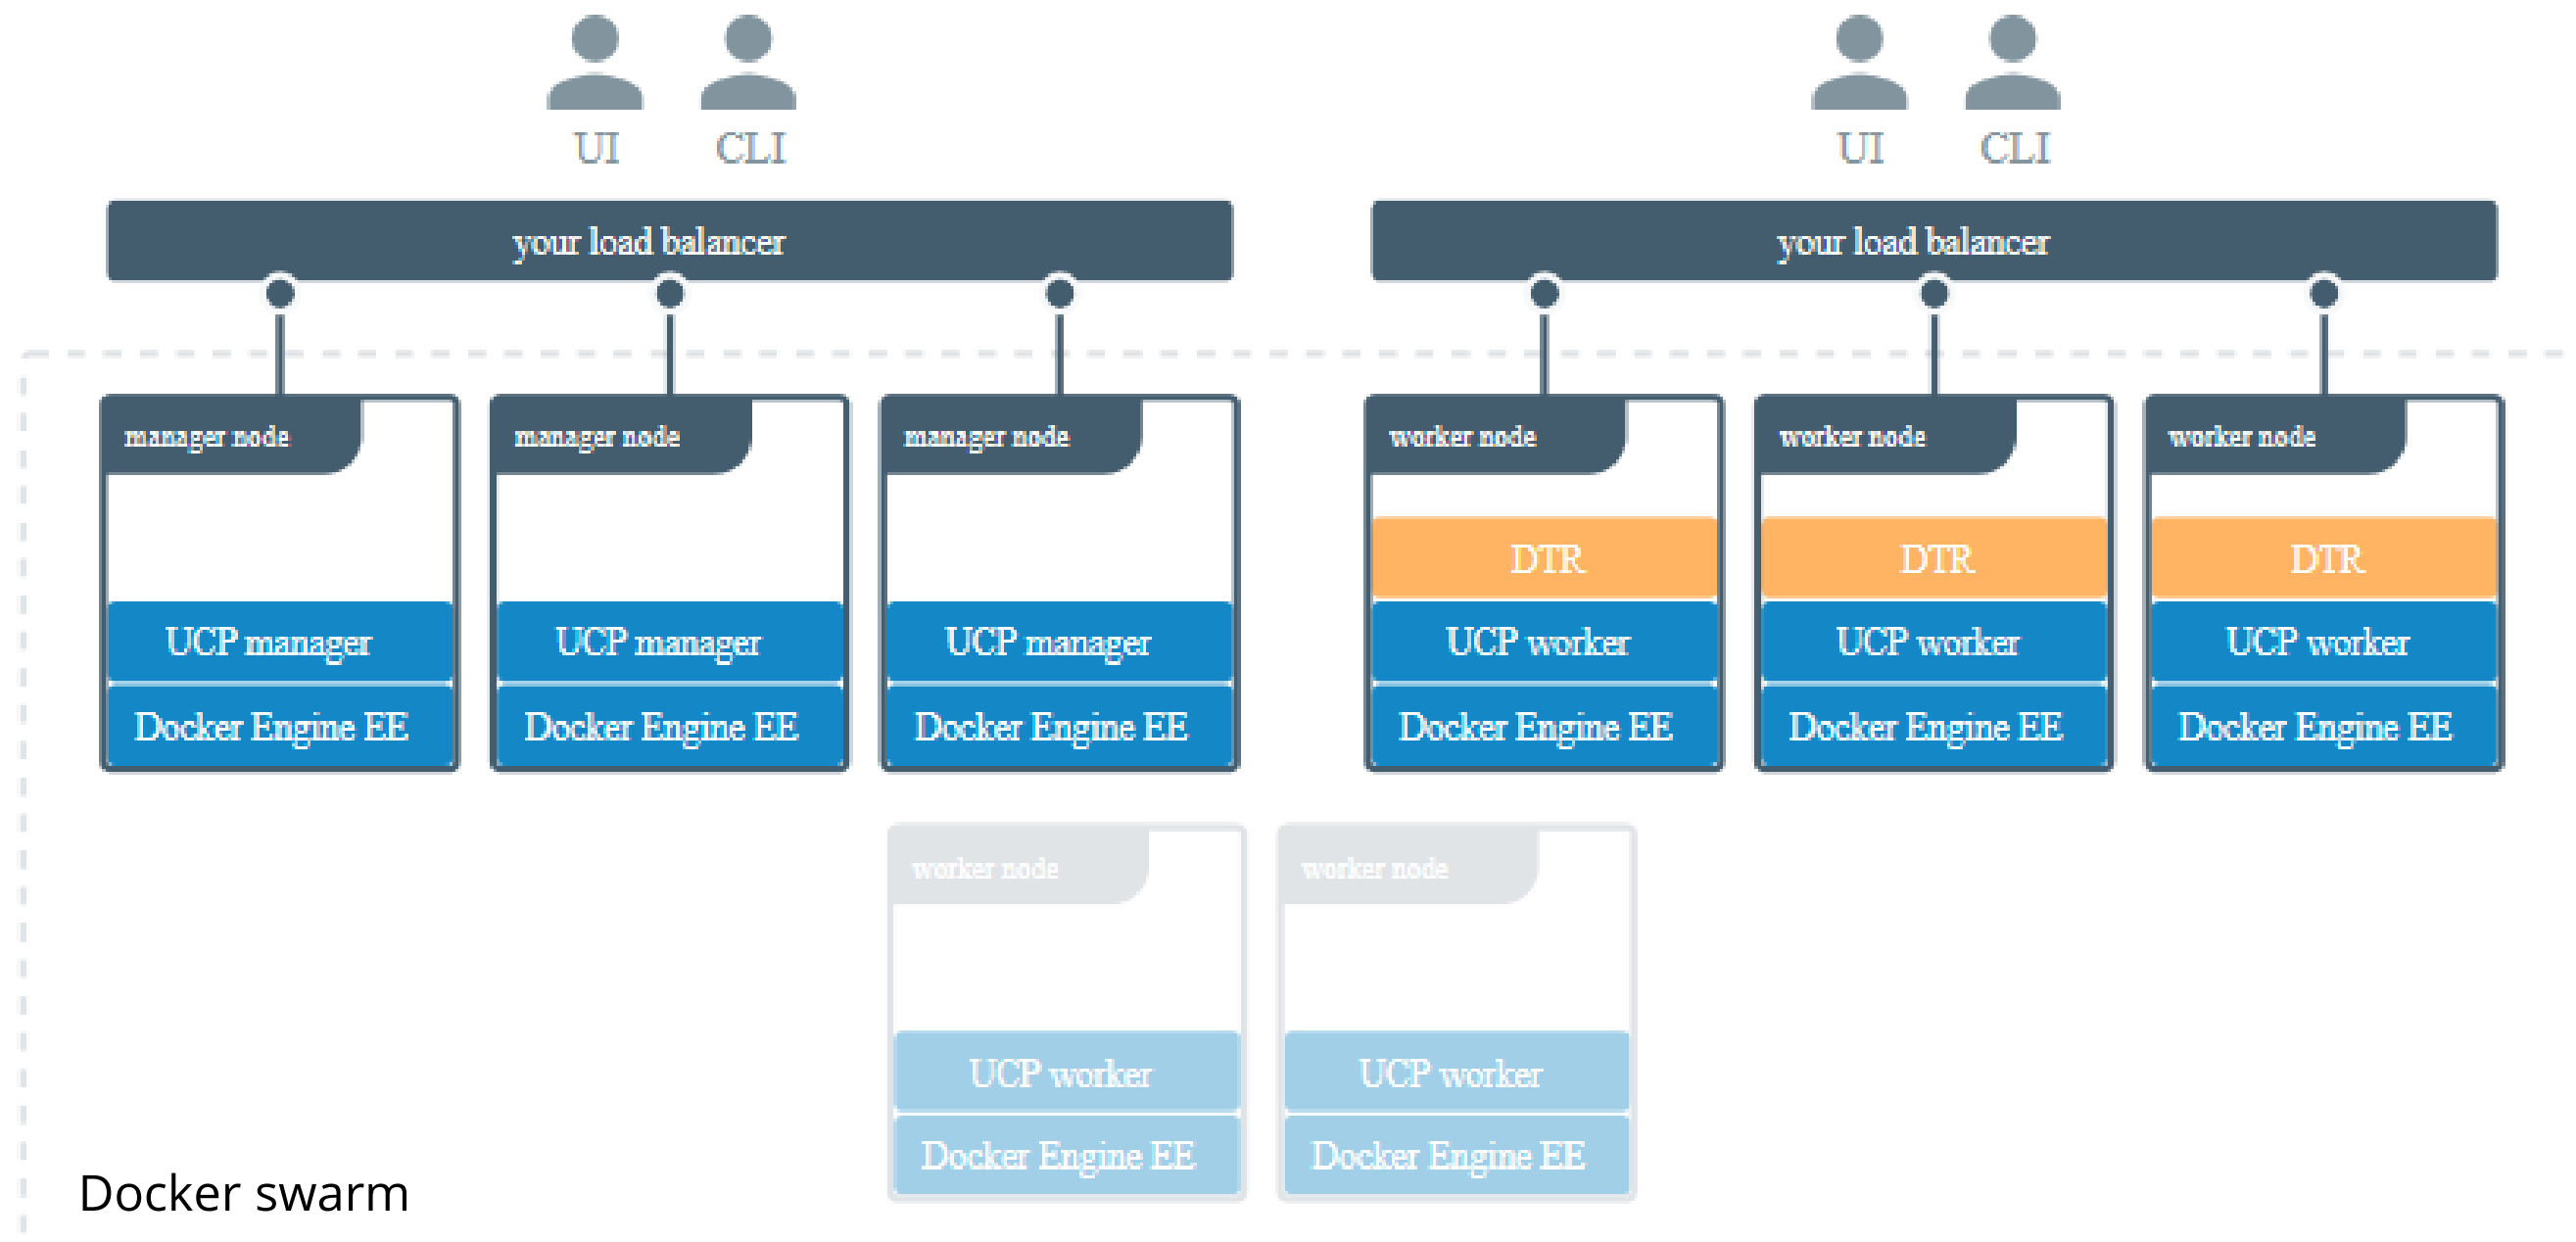 UI CLI UI CLI
your load balancer your load balancer
manager node manager node manager node worker node worker node worker node
DTR DTR DTR
UCP manager UCP manager UCP manager UCP worker UCP worker UCP worker
Docker Engine EE Docker Engine EE Docker Engine EE Docker Engine EE Docker Engine EE Docker Engine EE
worker node worker node
UCP worker UCP worker
Docker Engine EE Docker Engine EE
Docker swarm